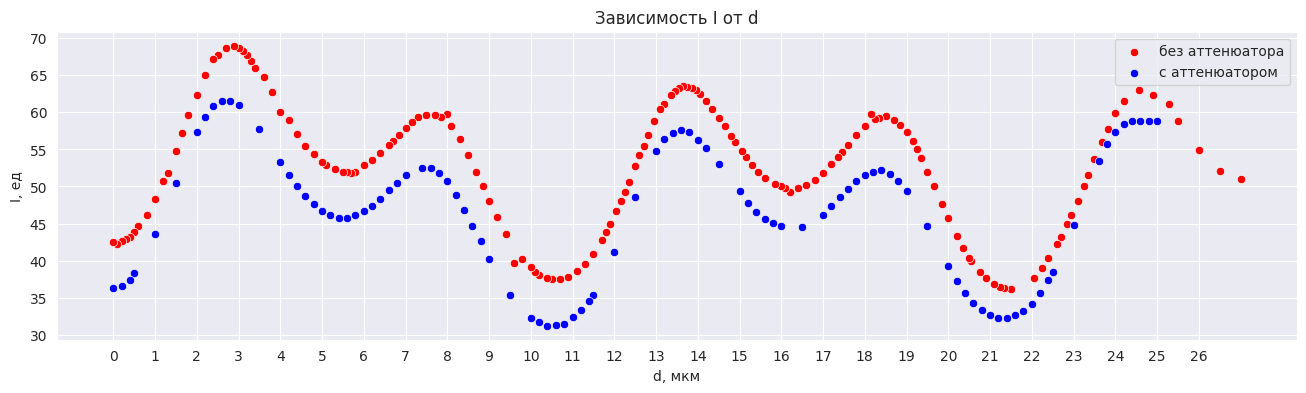 Зависимость I от d
без аттенюатора
с аттенюатором
I, ед
70
65
60
55
50
45
40
35
30
0 1 2 3 4 5 6 7 8 9 10 11 12 13 14 15 16 17 18 19 20 21 22 23 24 25 26
d, мкм